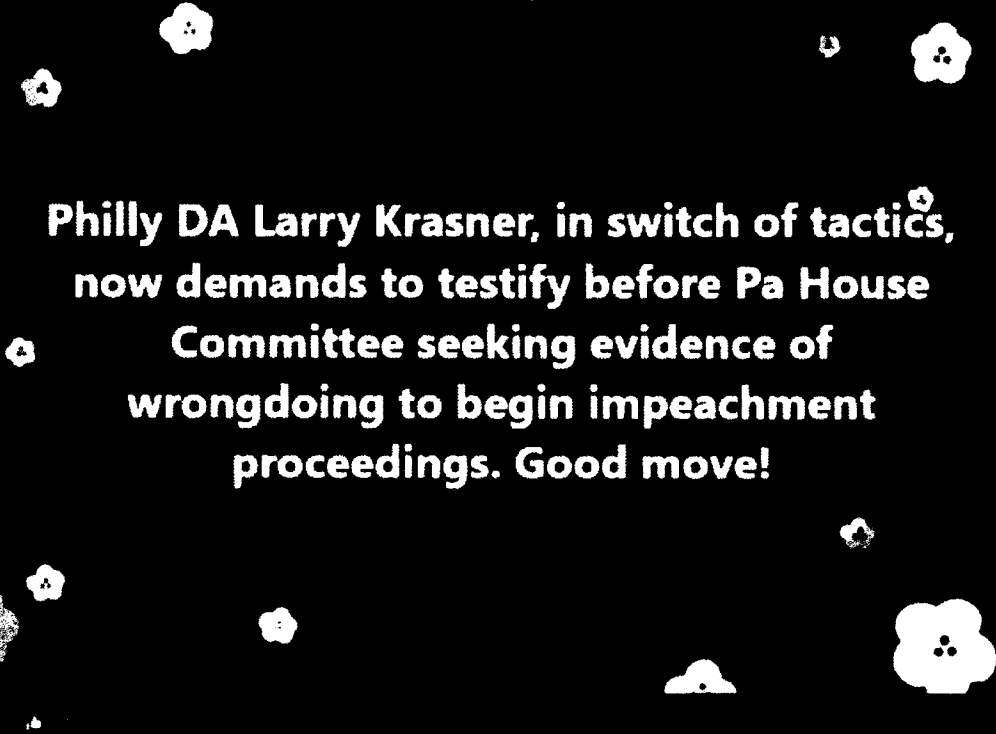 Philly DA Larry Krasner, in switch of tactics,
now demands to testify before Pa House
Committee seeking evidence of
wrongdoing to begin impeachment
proceedings. Good move!